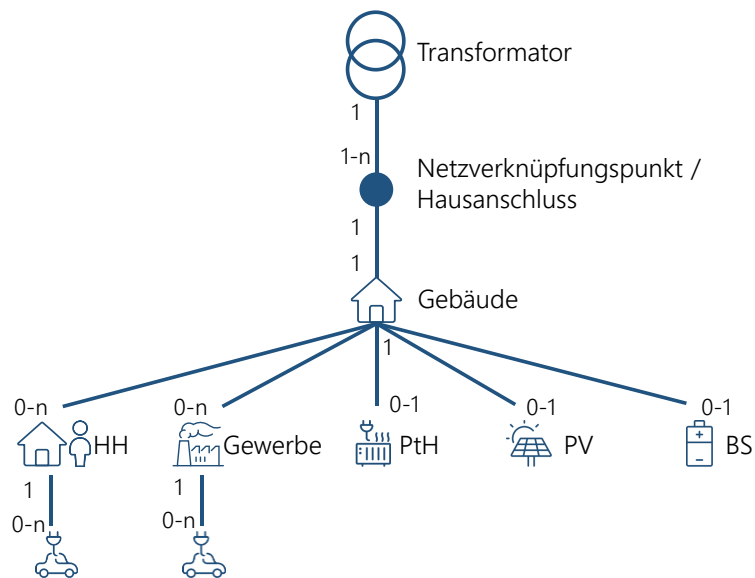 Transformator
1
1-n
Netzverknüpfungspunkt /
Hausanschluss
1
1
Gebäude
1
0-n
0-n
0-1
0-1
0-1
HH
Gewerbe
PtH
PV
BS
1
1
0-n
0-n